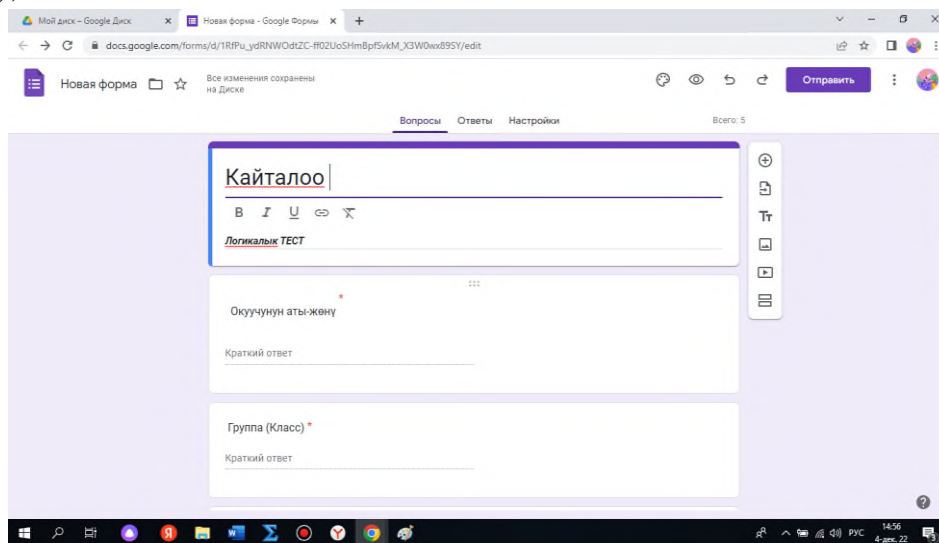 Мой диск – Google Диск
Новая форма - Google Формы
docs.google.com/forms/d/1RfPu_ydRNWOdtZC-ff02UoSHmBpfSvkM_X3W0wx89SY/edit
Новая форма
Все изменения сохранены
на Диске
Отправить
Вопросы Ответы Настройки
Всего: 5
Кайталоо
B I U
Логикалык ТЕСТ
Окуучунун аты-жөнү *
Краткий ответ
Группа (Класс) *
Краткий ответ
РУС
14:56
4-дек. 22